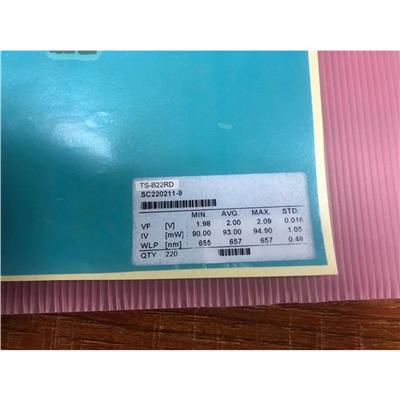 TS-B22RD
SC220211-9
MIN. AVG. MAX. STD.
VF [V] : 1.98 2.00 2.09 0.016
IV [mW] : 90.00 93.00 94.90 1.05
WLP [nm] : 655 657 657 0.48
QTY : 220